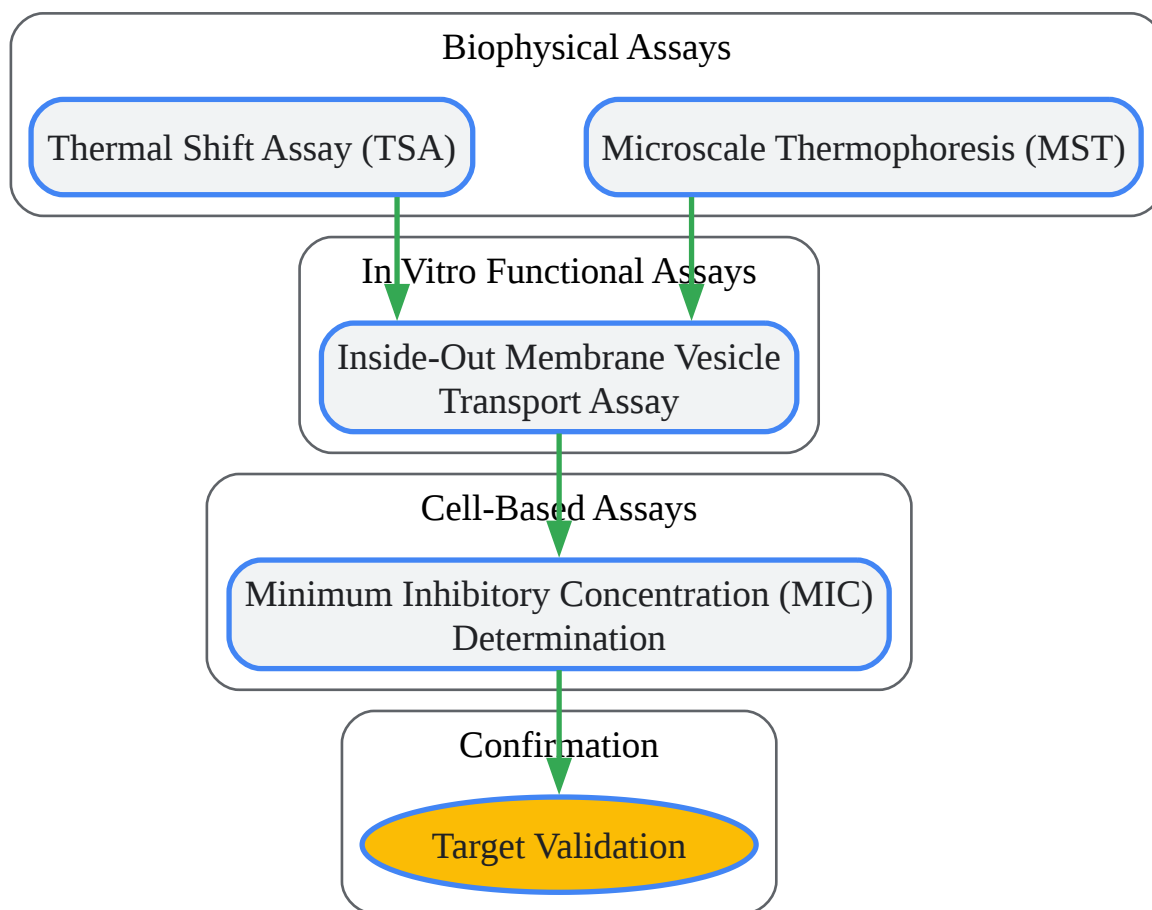 Biophysical Assays
Thermal Shift Assay (TSA)
Microscale Thermophoresis (MST)
In Vitro Functional Assays
Inside-Out Membrane Vesicle
Transport Assay
Cell-Based Assays
Minimum Inhibitory Concentration (MIC)
Determination
Confirmation
Target Validation